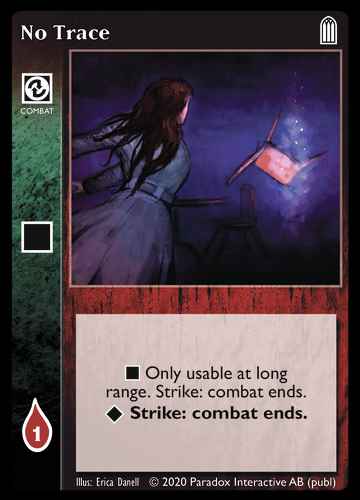 No Trace
COMBAT
Only usable at long
range. Strike: combat ends.
Strike: combat ends.
1
Illus: Erica Danell © 2020 Paradox Interactive AB (publ)